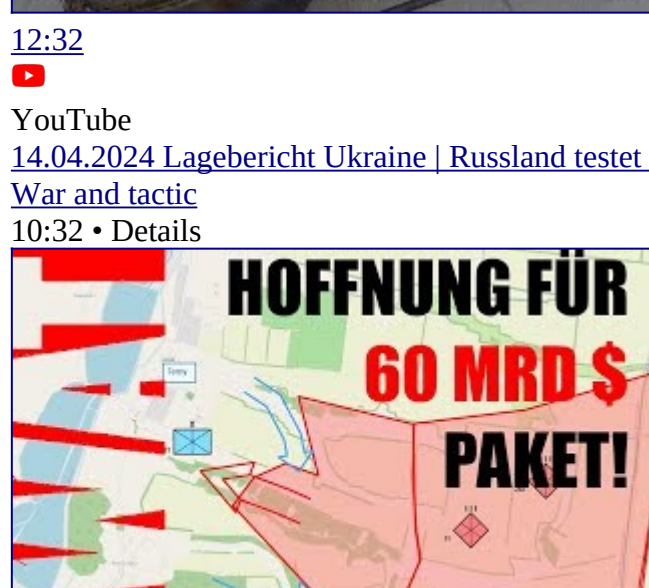 12:32
YouTube
14.04.2024 Lagebericht Ukraine | Russland testet
War and tactic
10:32 • Details
HOFFNUNG FÜR
60 MRD $
PAKET!